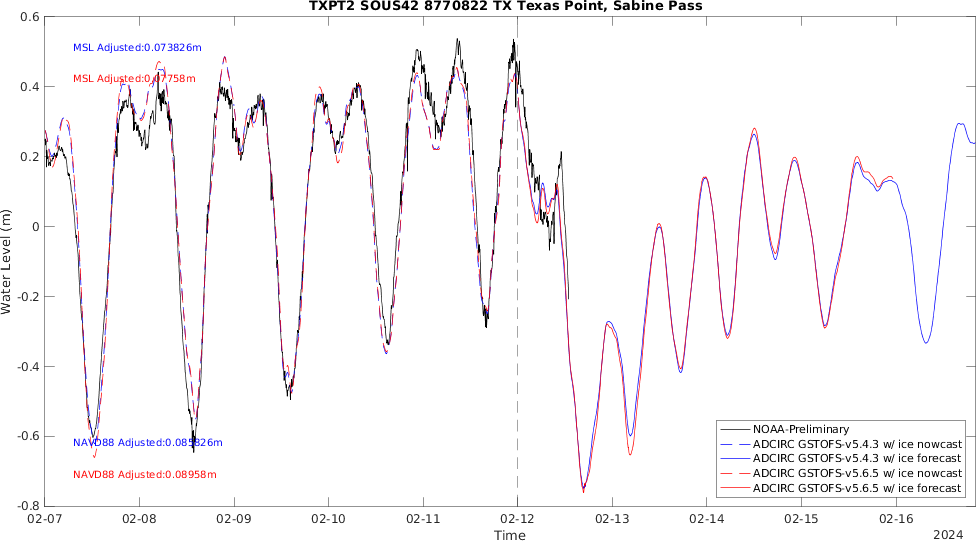 TXPT2 SOUS42 8770822 TX Texas Point, Sabine Pass
0.6
0.4
0.2
0
-0.2
-0.4
-0.6
-0.8
Water Level (m)
MSL Adjusted:0.073826m
MSL Adjusted:0.07758m
NAVD88 Adjusted:0.085826m
NAVD88 Adjusted:0.08958m
NOAA-Preliminary
ADCIRC GSTOFS-v5.4.3 w/ ice nowcast
ADCIRC GSTOFS-v5.4.3 w/ ice forecast
ADCIRC GSTOFS-v5.6.5 w/ ice nowcast
ADCIRC GSTOFS-v5.6.5 w/ ice forecast
02-07 02-08 02-09 02-10 02-11 02-12 02-13 02-14 02-15 02-16
Time
2024